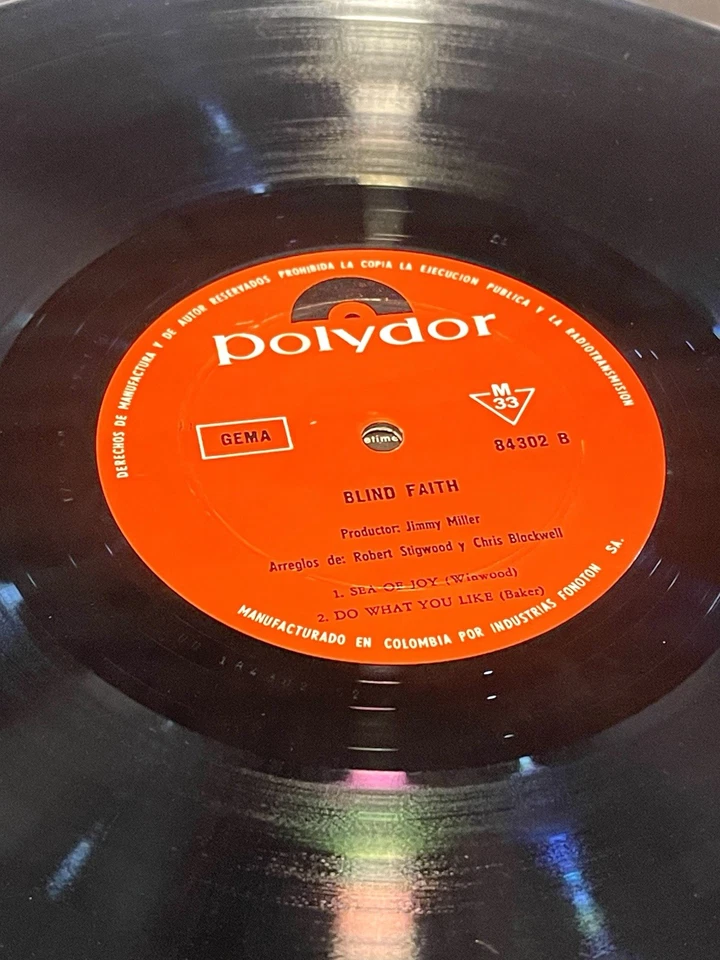 DERECHOS DE MANUFACTURA Y DE AUTOR RESERVADOS PROHIBIDA LA COPIA LA EJECUCION PUBLICA Y LA RADIOTRANSMISION
polydor
M
33
GEMA
84302 B
BLIND FAITH
Productor: Jimmy Miller
Arreglos de: Robert Stigwood y Chris Blackwell
1. SEA OF JOY (Winwood)
2. DO WHAT YOU LIKE (Baker)
MANUFACTURADO EN COLOMBIA POR INDUSTRIAS FONOTON SA.